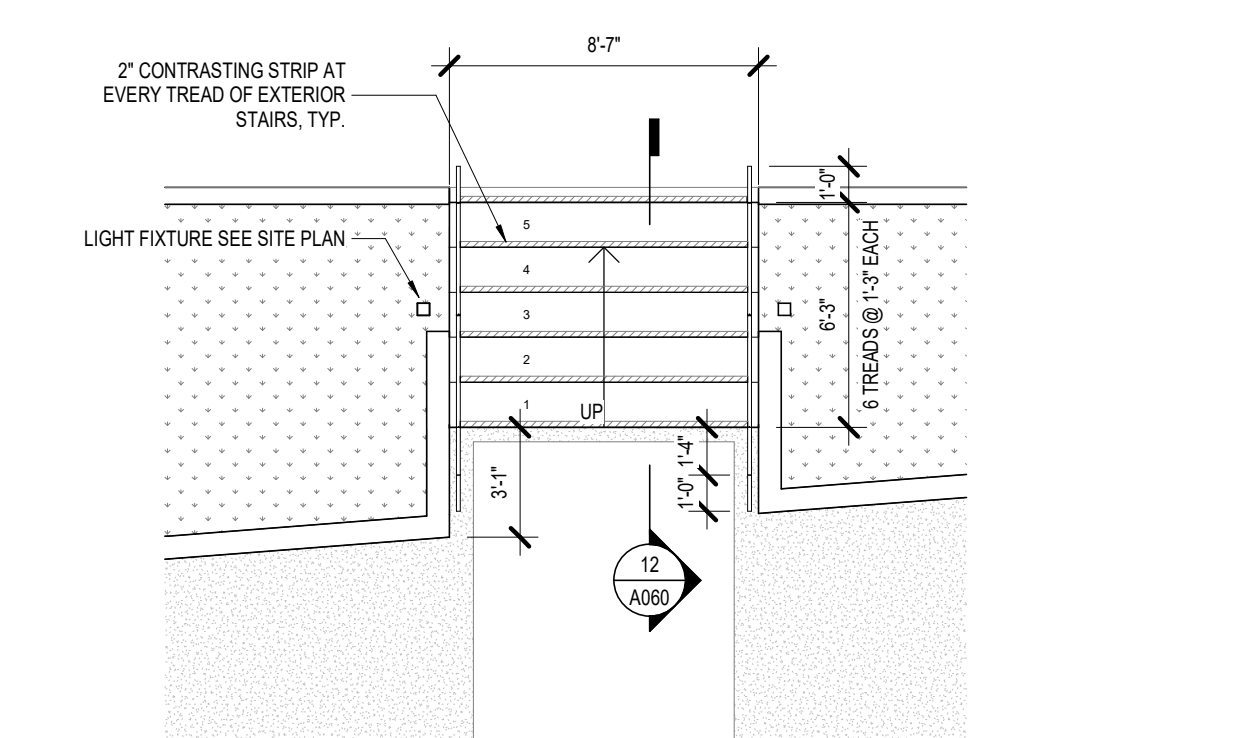 8'-7"
2" CONTRASTING STRIP AT
EVERY TREAD OF EXTERIOR
STAIRS, TYP.
LIGHT FIXTURE SEE SITE PLAN
5
4
3
2
1
UP
1'-0"
6'-3"
6 TREADS @ 1'-3" EACH
3'-1"
1'-4"
1'-0"
12
A060